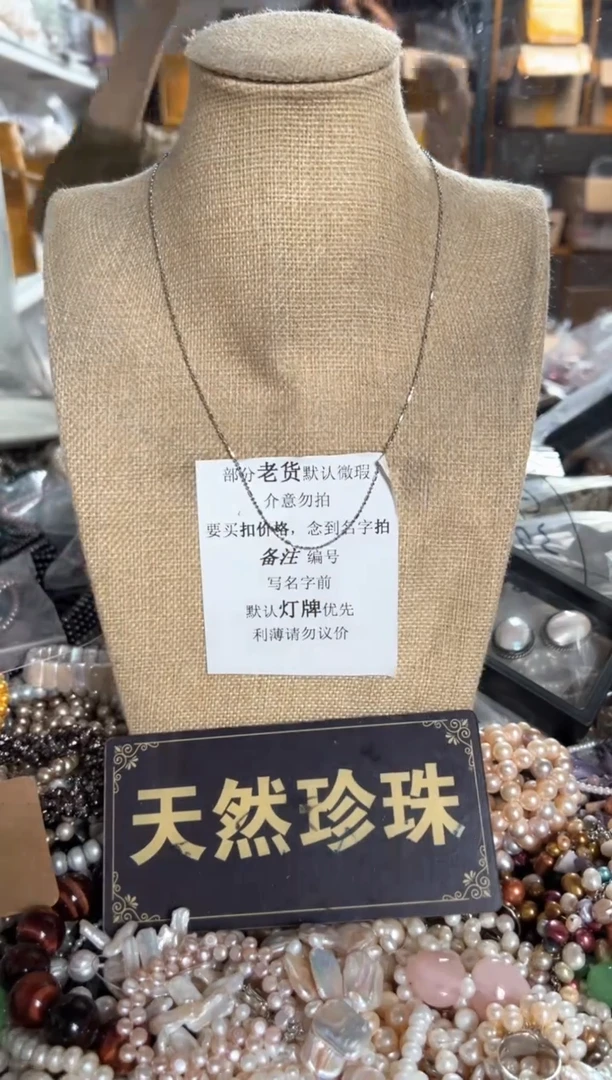 部分老货默认微瑕
介意勿拍
要买扣价格，念到名字拍
备注 编号
写名字前
默认灯牌优先
利薄请勿议价
天然珍珠